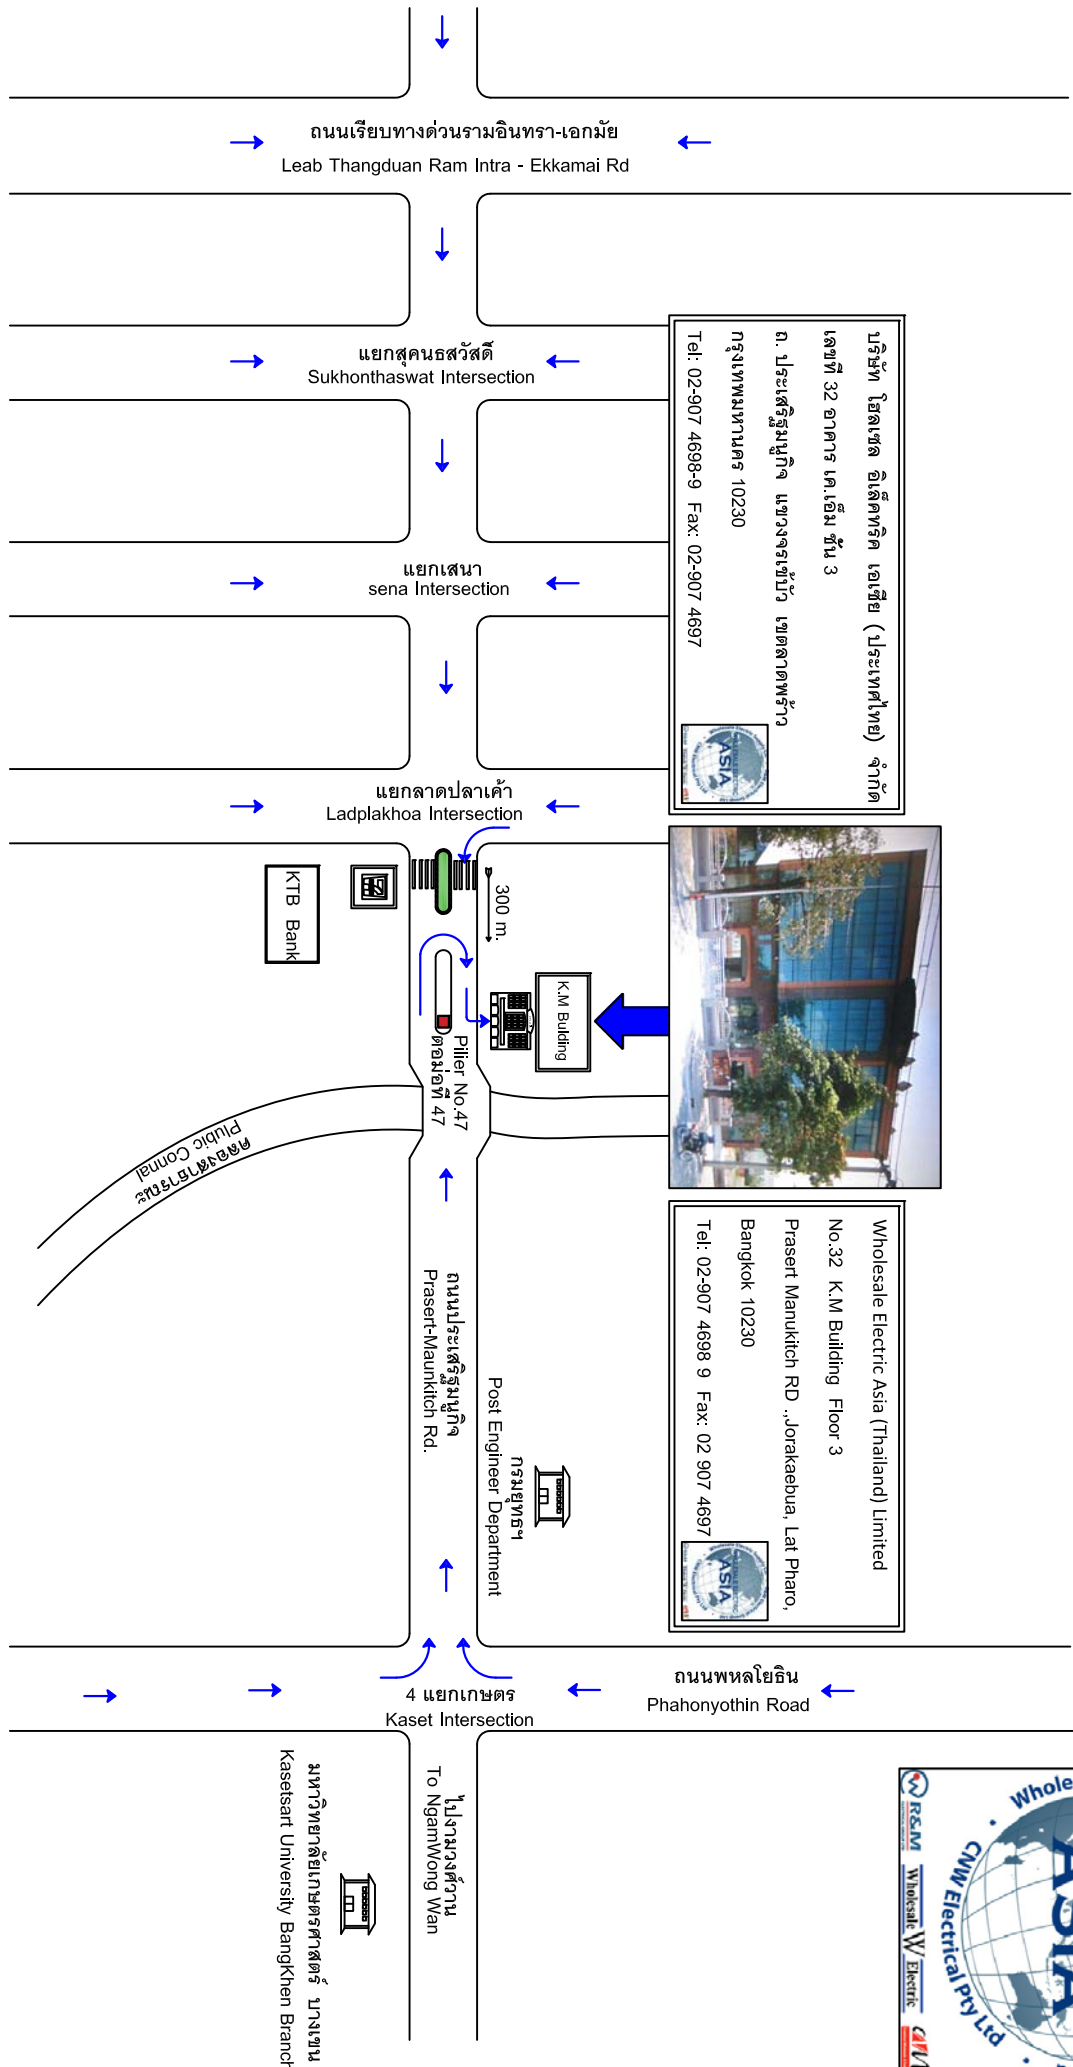 ถนนเรียบทางด่วนรามอินทรา-เอกมัย
Leab Thangduan Ram Intra - Ekkamai Rd
แยกสุคนธสวัสดิ์
Sukhonthaswat Intersection
แยกเสนา
sena Intersection
แยกลาดปลาเค้า
Ladplakhoa Intersection
บริษัท โฮลเซล อิเล็คทริค เอเซีย (ประเทศไทย) จำกัด
เลขที่ 32 อาคาร เค.เอ็ม ชั้น 3
ถ. ประเสริฐมนูกิจ แขวงจรเข้บัว เขตลาดพร้าว
กรุงเทพมหานคร 10230
Tel: 02-907 4698-9 Fax: 02-907 4697
ASIA
KTB Bank
300 m.
K.M Bulding
Pilier No.47
ตอม่อที่ 47
คลองสาธารณะ
Plubic Connal
Wholesale Electric Asia (Thailand) Limited
No.32 K.M Building Floor 3
Prasert Manukitch RD .,Jorakaebua, Lat Pharo,
Bangkok 10230
Tel: 02-907 4698 9 Fax: 02 907 4697
ASIA
ถนนประเสริฐมนูกิจ
Prasert-Maunkitch Rd.
กรมยุทธฯ
Post Engineer Department
4 แยกเกษตร
Kaset Intersection
ถนนพหลโยธิน
Phahonyothin Road
ไปงามวงศ์วาน
To NgamWong Wan
มหาวิทยาลัยเกษตรศาสตร์ บางเขน
Kasetsart University BangKhen Branch
Whole
ASIA
CNW Electrical Pty Ltd
R&M
Wholesale W Electric